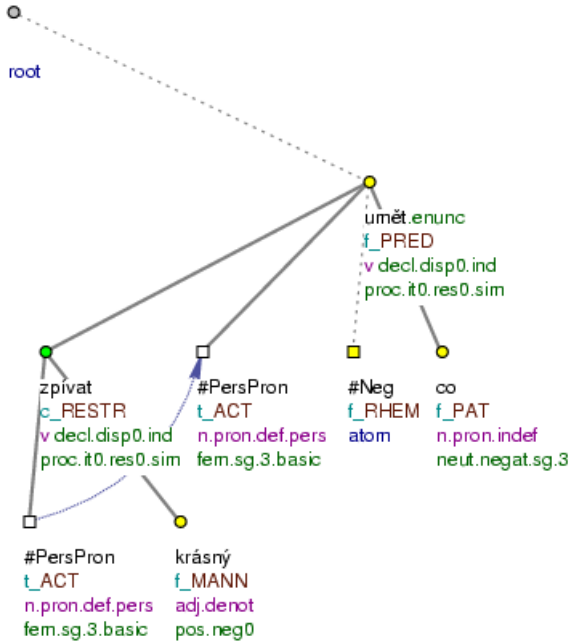 root
umět.enunc
f_PRED
v decl.disp0.ind
proc.it0.res0.sim
zpívat
c_RESTR
v decl.disp0.ind
proc.it0.res0.sim
#PersPron
t_ACT
n.pron.def.pers
fem.sg.3.basic
#Neg
f_RHEM
atom
co
f_PAT
n.pron.indef
neut.negat.sg.3
#PersPron
t_ACT
n.pron.def.pers
fem.sg.3.basic
krásný
f_MANN
adj.denot
pos.neg0